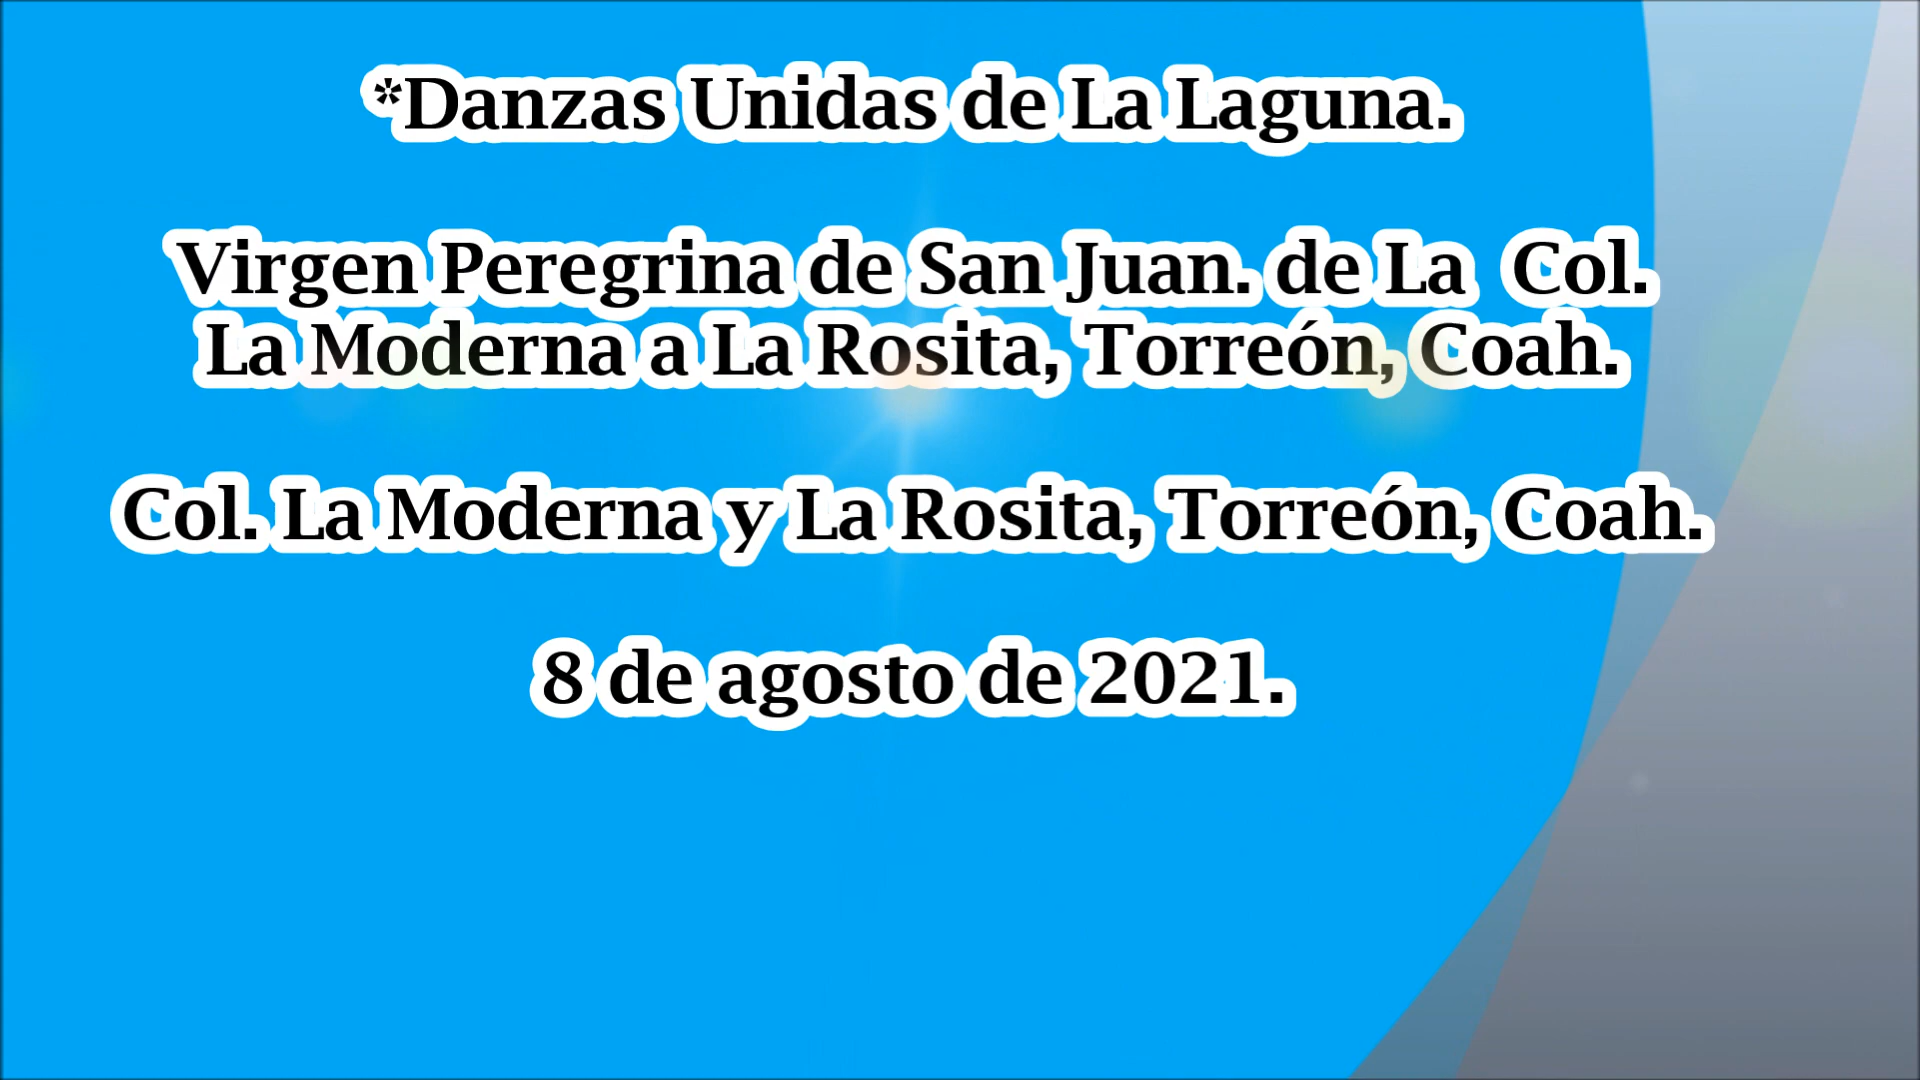 *Danzas Unidas de La Laguna.
Virgen Peregrina de San Juan. de La  Col.
La Moderna a La Rosita, Torreón, Coah.
Col. La Moderna y La Rosita, Torreón, Coah.
8 de agosto de 2021.